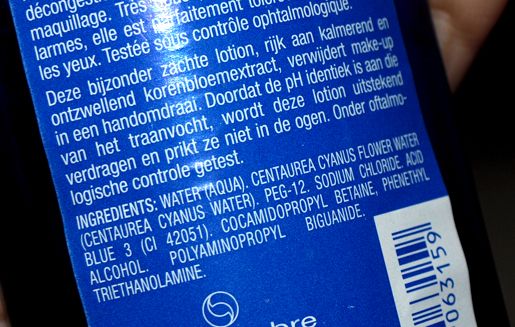 décongest
maquillage. Très
larmes, elle est parfaitement
les yeux. Testée sous contrôle ophtalmologique.
Deze bijzonder zachte lotion, rijk aan kalmerend en
ontzwellend korenbloemextract, verwijdert make-up
in een handomdraai. Doordat de pH identiek is aan die
van het traanvocht, wordt deze lotion uitstekend
verdragen en prikt ze niet in de ogen. Onder oftalmo-
logische controle getest.
INGREDIENTS: WATER (AQUA). CENTAUREA CYANUS FLOWER WATER
(CENTAUREA CYANUS WATER). PEG-12. SODIUM CHLORIDE. ACID
BLUE 3 (CI 42051). COCAMIDOPROPYL BETAINE, PHENETHYL
ALCOHOL. POLYAMINOPROPYL BIGUANIDE.
TRIETHANOLAMINE.
bre
063159